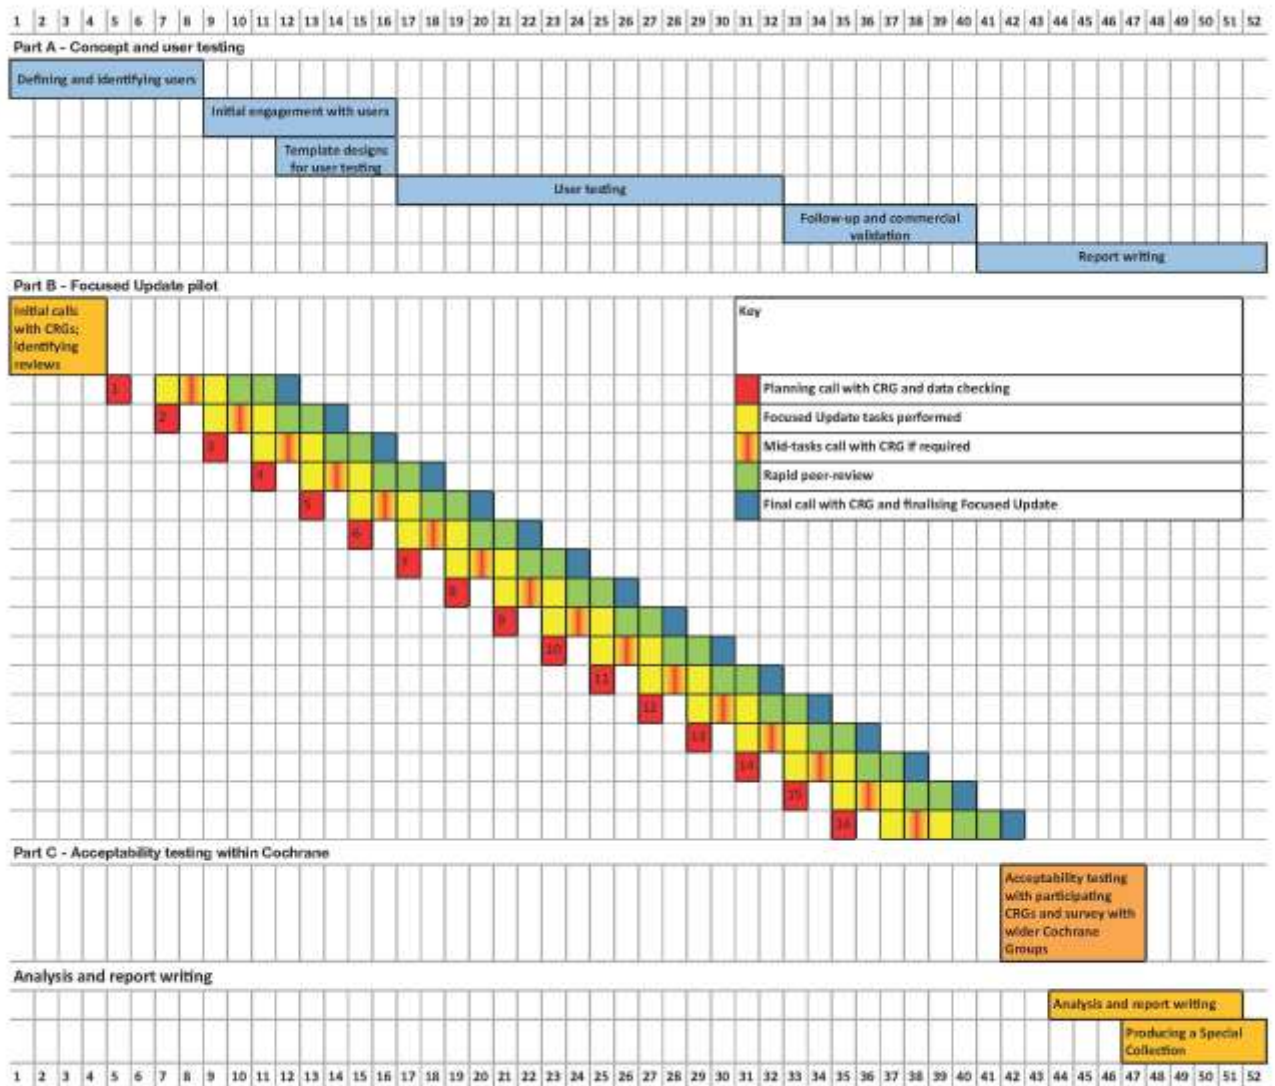 1 2 3 4 5 6 7 8 9 10 11 12 13 14 15 16 17 18 19 20 21 22 23 24 25 26 27 28 29 30 31 32 33 34 35 36 37 38 39 40 41 42 43 44 45 46 47 48 49 50 51 52
Part A - Concept and user testing
Defining and identifying users
Initial engagement with users
Template designs
for user testing
User testing
Follow-up and commercial
validation
Report writing
Part B - Focused Update pilot
Initial calls
with CRGs;
identifying
reviews
Key
1
Planning call with CRG and data checking
2
Focused Update tasks performed
3
Mid-tasks call with CRG if required
4
Rapid peer-review
5
Final call with CRG and finalising Focused Update
6
7
8
9
10
11
12
13
14
15
16
Part C - Acceptability testing within Cochrane
Acceptability testing
with participating
CRGs and survey with
wider Cochrane
Groups
Analysis and report writing
Analysis and report writing
Producing a Special
Collection
1 2 3 4 5 6 7 8 9 10 11 12 13 14 15 16 17 18 19 20 21 22 23 24 25 26 27 28 29 30 31 32 33 34 35 36 37 38 39 40 41 42 43 44 45 46 47 48 49 50 51 52